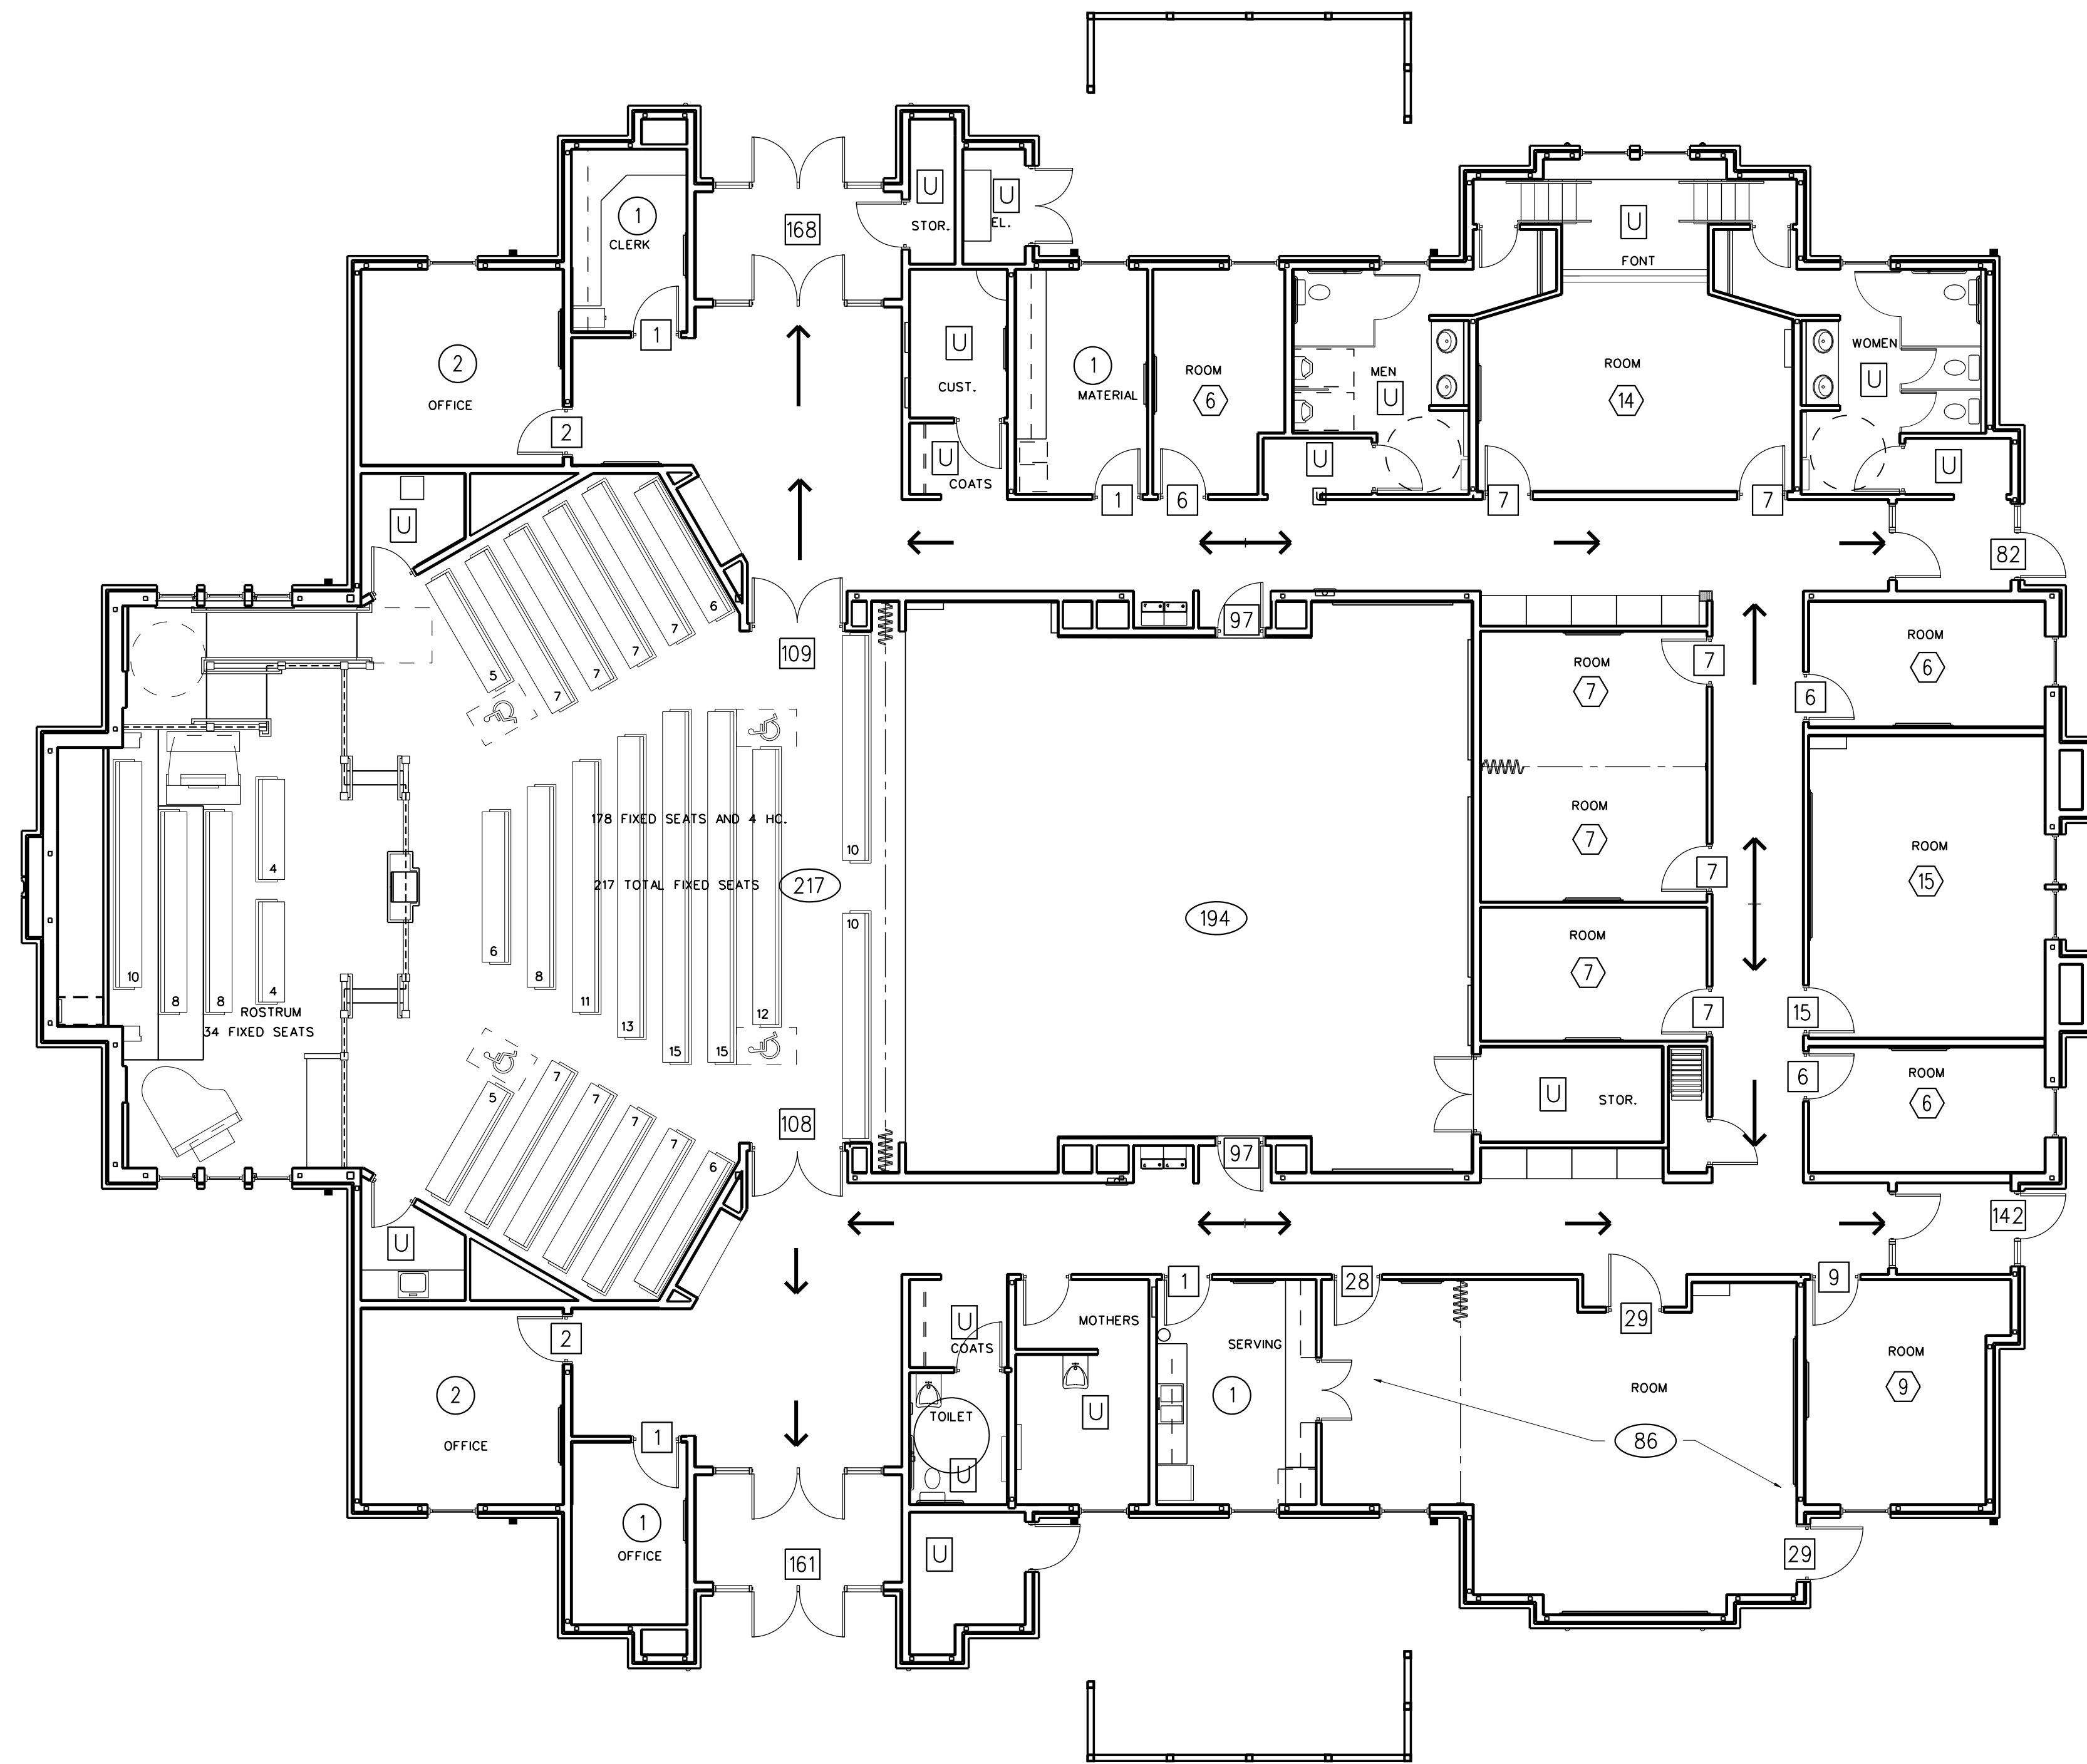 1
CLERK
168
U
STOR.
U
EL.
U
FONT
1
2
OFFICE
2
U
CUST.
1
MATERIAL
ROOM
6
MEN
U
ROOM
14
WOMEN
U
U
COATS
U
U
1
6
7
7
82
U
109
97
5
7
7
7
7
6
ROOM
7
7
ROOM
6
6
178 FIXED SEATS AND 4 HC.
217 TOTAL FIXED SEATS
217
194
ROOM
7
7
ROOM
15
15
10
8
8
4
4
ROSTRUM
34 FIXED SEATS
6
8
11
13
15
15
12
10
10
ROOM
7
7
U
STOR.
6
ROOM
6
5
7
7
7
7
6
108
97
142
U
2
2
OFFICE
1
1
OFFICE
161
U
COATS
TOILET
U
U
MOTHERS
U
1
SERVING
1
28
29
ROOM
86
29
9
ROOM
9